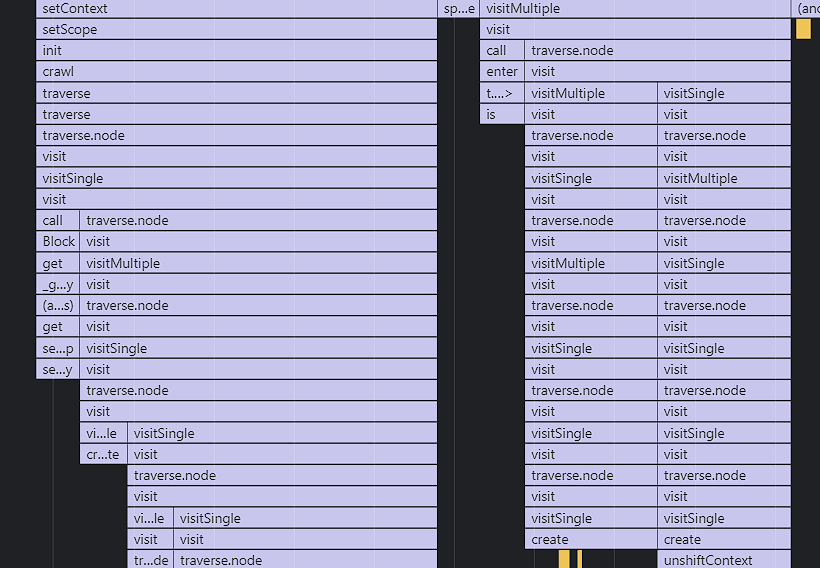 setContext sp...e visitMultiple (anc
setScope visit
init call traverse.node
crawl enter visit
traverse t....> visitMultiple visitSingle
traverse is visit visit
traverse.node traverse.node traverse.node
visit visit visit
visitSingle visitSingle visitMultiple
visit visit visit
call traverse.node traverse.node traverse.node
Block visit visit visit
get visitMultiple visitMultiple visitSingle
_g...y visit visit visit
(a...s) traverse.node traverse.node traverse.node
get visit visit visit
se...p visitSingle visitSingle visitSingle
se...y visit visit visit
traverse.node traverse.node traverse.node
visit visit visit
vi...le visitSingle visitSingle visitSingle
cr...te visit visit visit
traverse.node traverse.node traverse.node
visit visit visit
vi...le visitSingle visitSingle visitSingle
visit visit create create
tr...de traverse.node unshiftContext